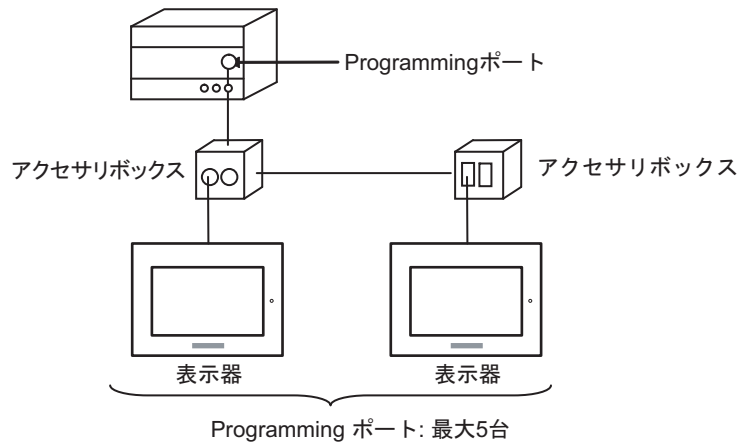 Programmingポート
アクセサリボックス
アクセサリボックス
表示器
表示器
Programming ポート: 最大5台